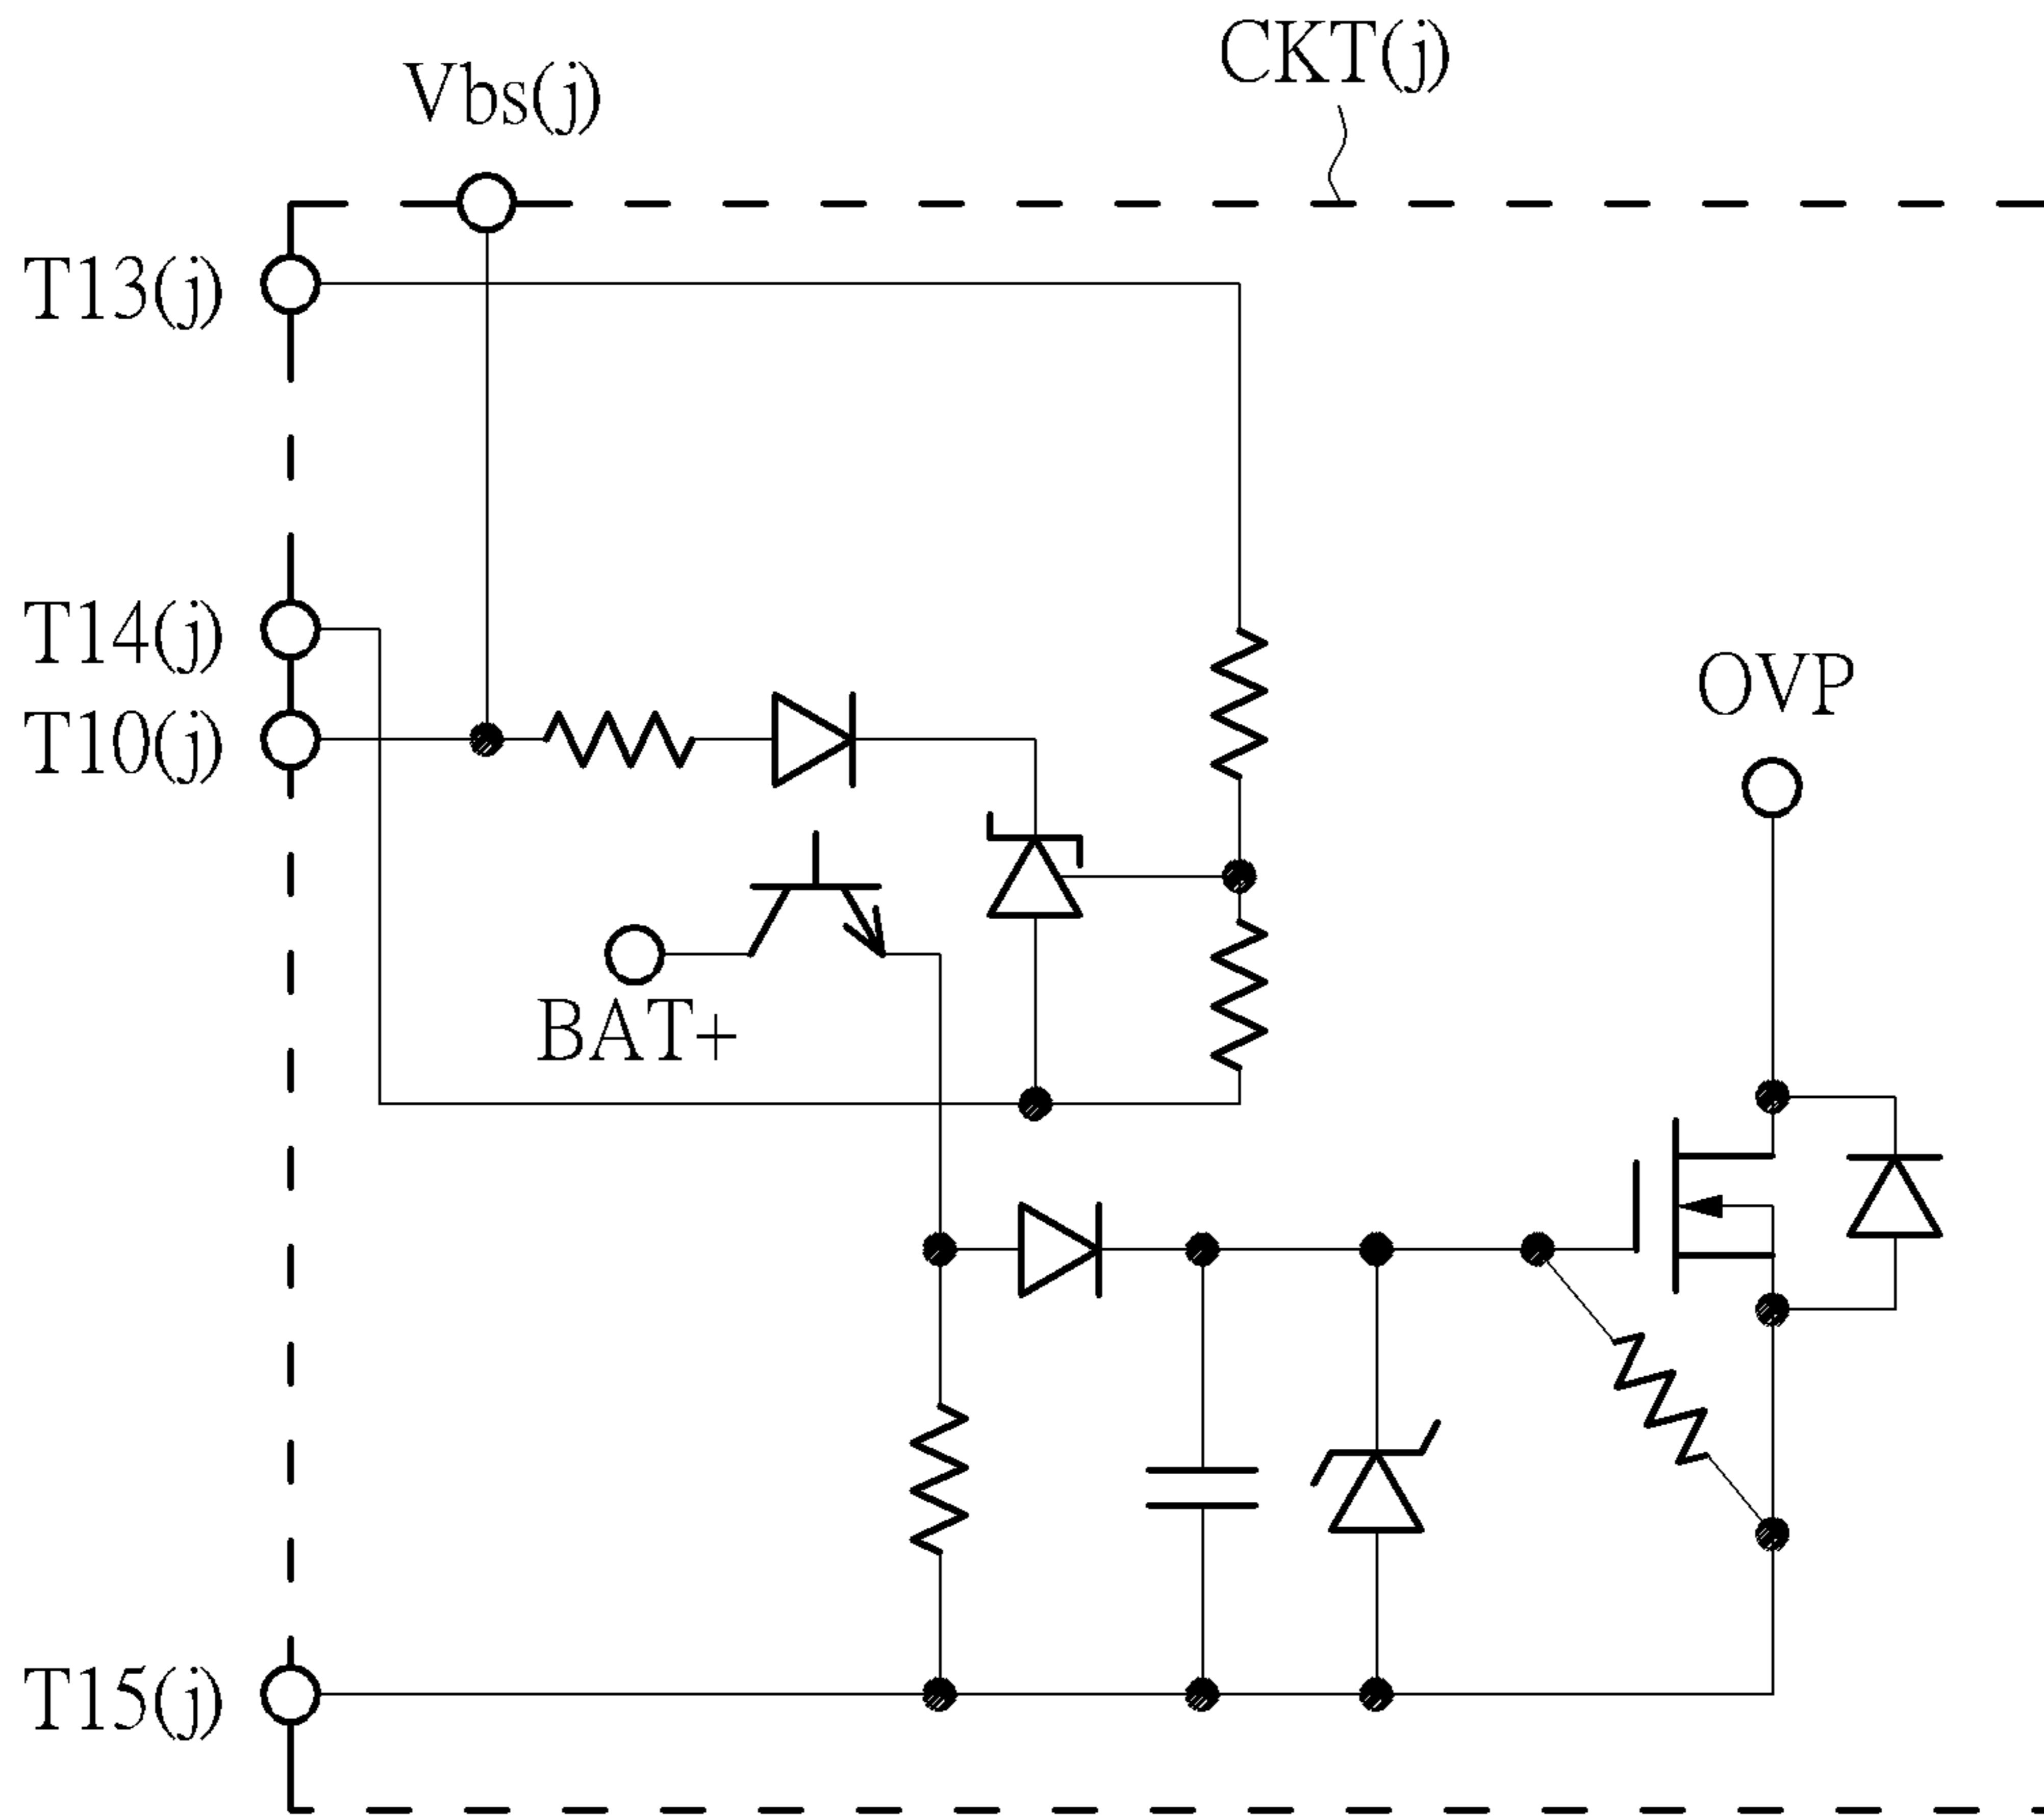 CKT(j)
Vbs(j)
T13(j)
T14(j)
OVP
T10(j)
BAT+
T15(j)